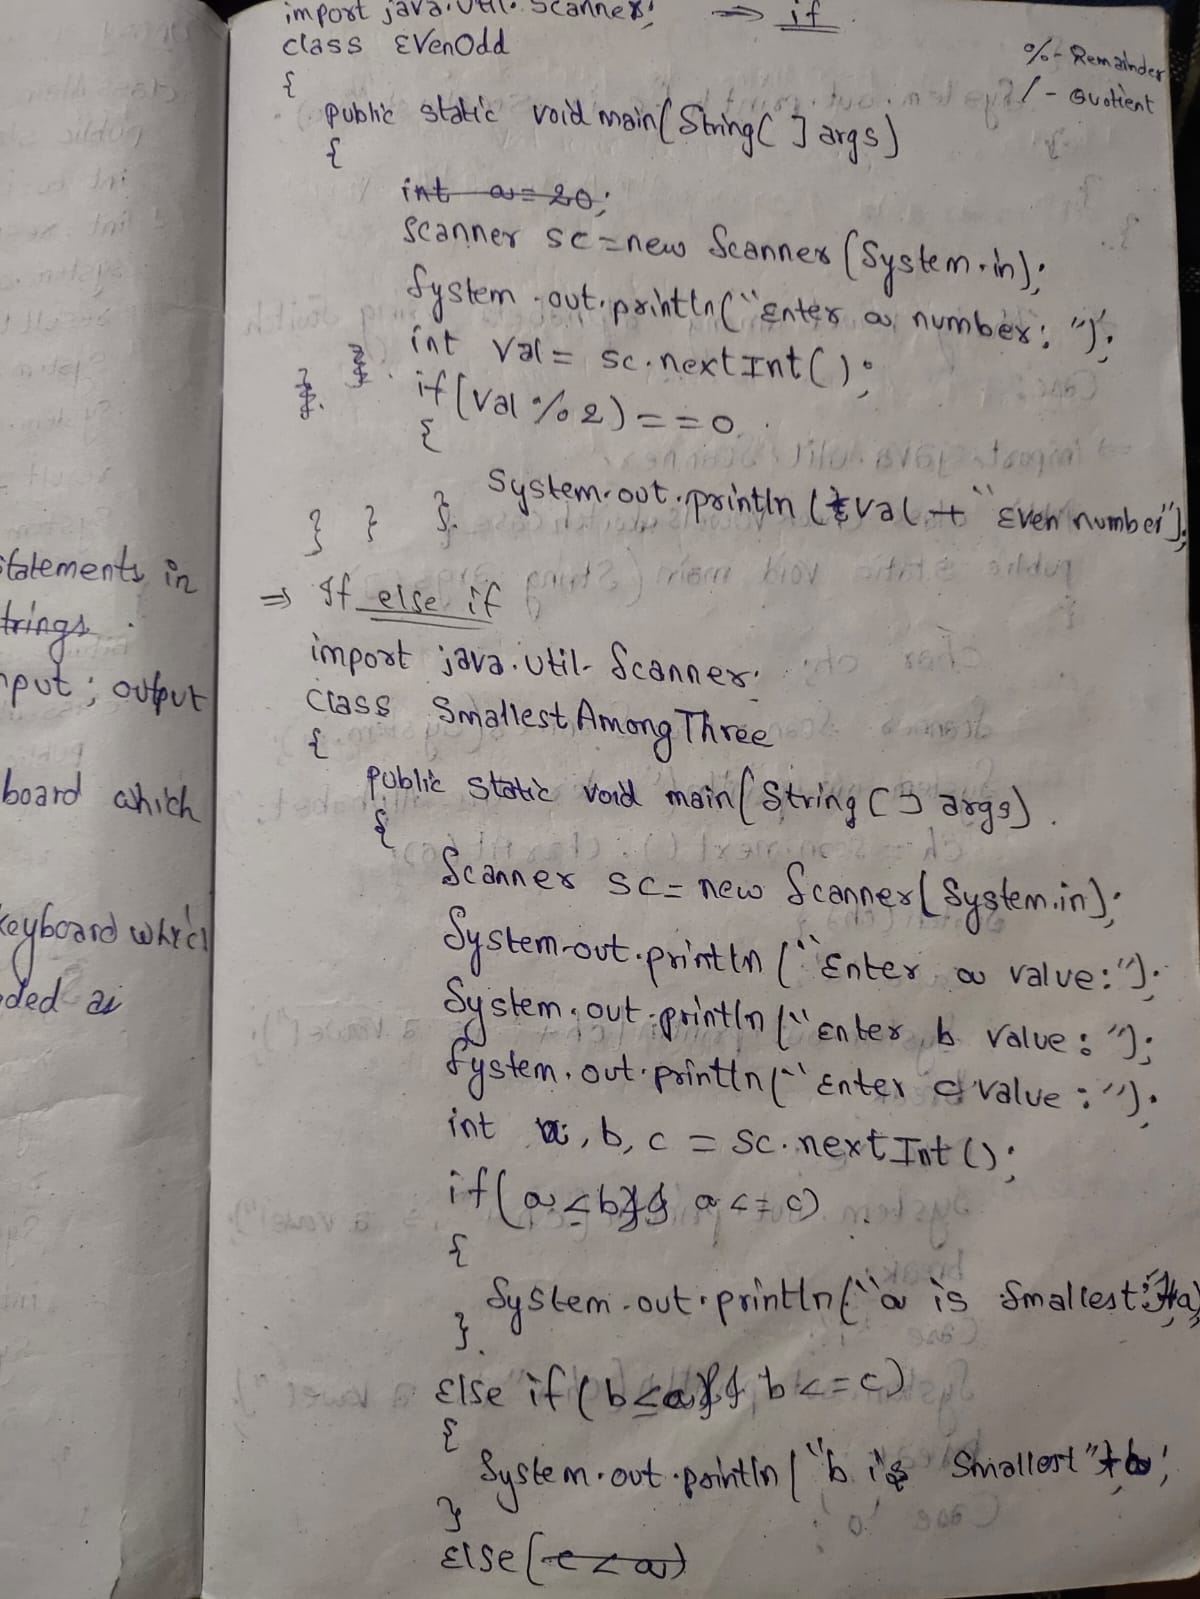 statements in
trings
nput; output
board which
keyboard which
ded as
import java.util.Scanner; ⇒ if
class EvenOdd
%- Remainder
/ - Quotient
{
public static void main(String[] args)
{
int a=20;
Scanner sc=new Scanner(System.in);
System.out.println("Enter a number: ");
int val = sc.nextInt();
if(val % 2)==0
{
System.out.println(val + "Even number");
} } }
⇒ If else if
import java.util.Scanner;
class SmallestAmongThree
{
public static void main(String[] args)
{
Scanner sc= new Scanner(System.in);
System.out.println("Enter a value:");
System.out.println("Enter b value:");
System.out.println("Enter c value:");
int a, b, c = sc.nextInt();
if(a<=b && a<=c)
{
System.out.println("a is smallest"+a)
}
Else if(b<=a && b<=c)
{
System.out.println("b is Smallest"+b;
}
Else(c<a)